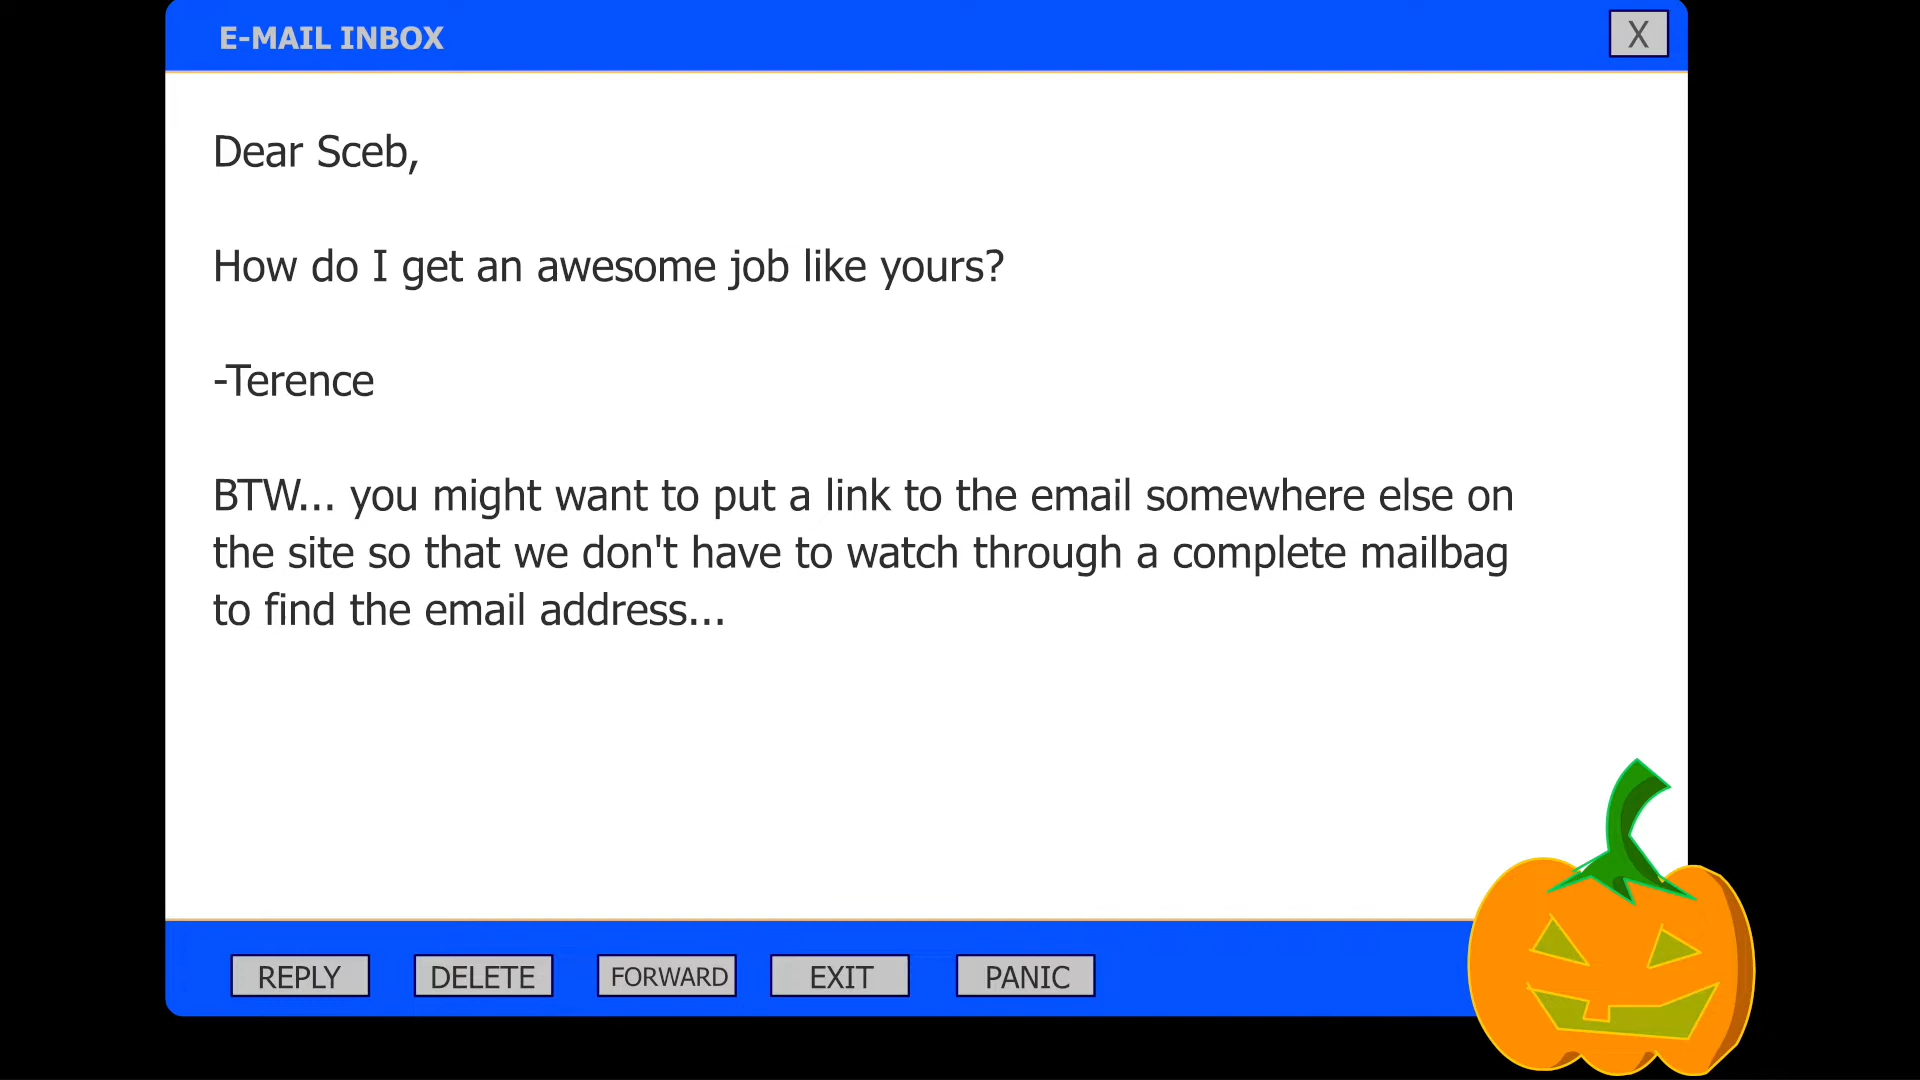 E-MAIL INBOX
X
Dear Sceb,
How do I get an awesome job like yours?
-Terence
BTW... you might want to put a link to the email somewhere else on
the site so that we don't have to watch through a complete mailbag
to find the email address...
REPLY
DELETE
FORWARD
EXIT
PANIC